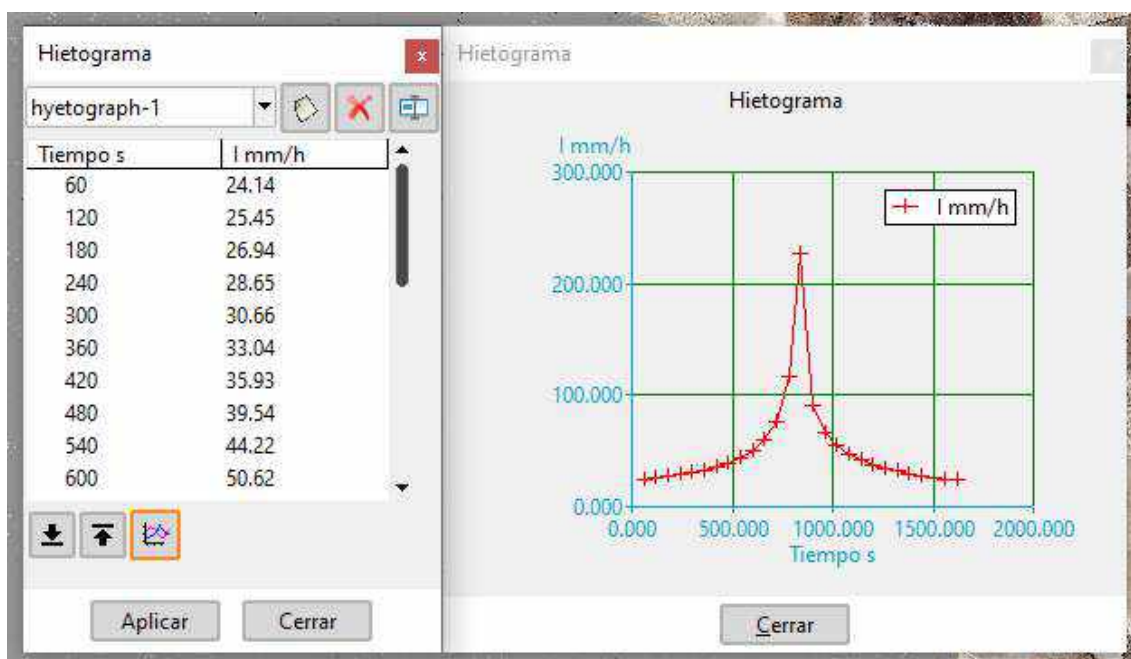 Hietograma
x
hyetograph-1
Tiempo s I mm/h
60 24.14
120 25.45
180 26.94
240 28.65
300 30.66
360 33.04
420 35.93
480 39.54
540 44.22
600 50.62
Aplicar Cerrar
Hietograma
Hietograma
I mm/h
300.000
I mm/h
200.000
100.000
0.000
0.000 500.000 1000.000 1500.000 2000.000
Tiempo s
Cerrar